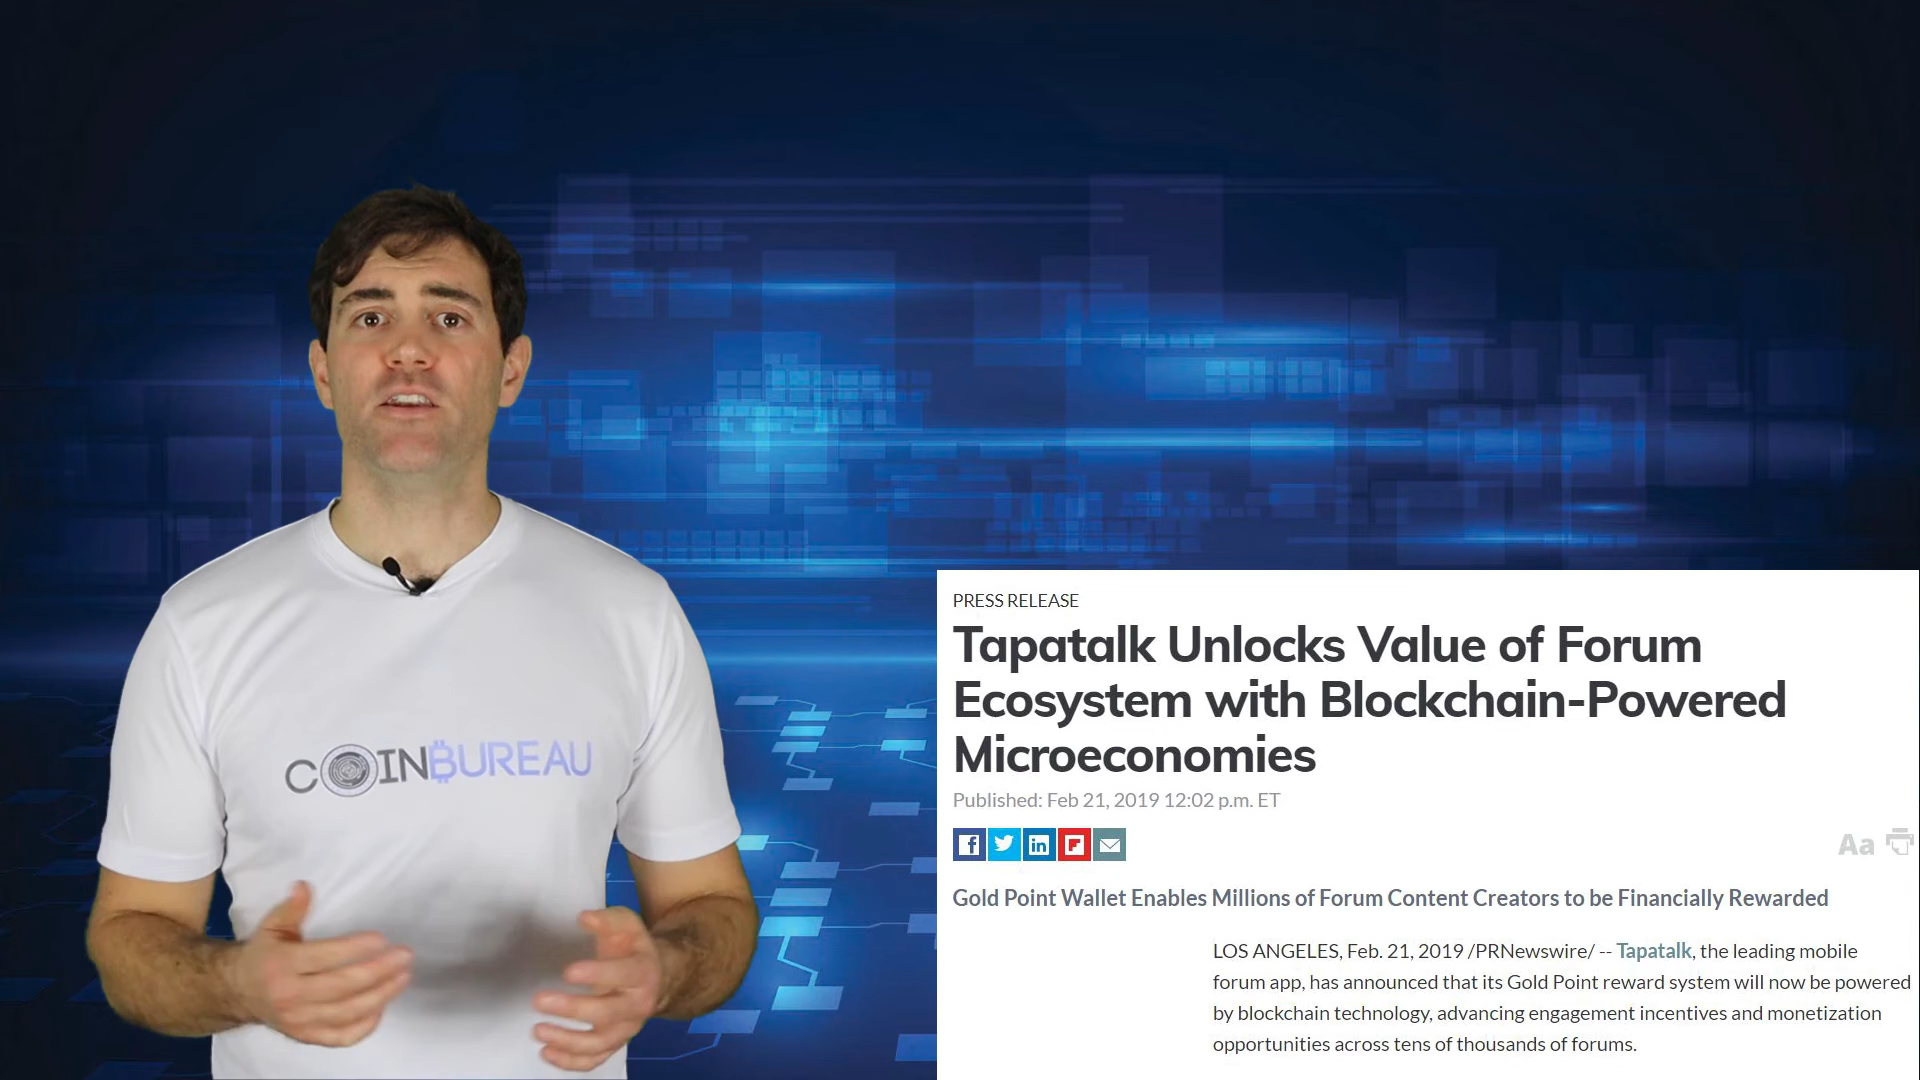 COINBUREAU
PRESS RELEASE
Tapatalk Unlocks Value of Forum
Ecosystem with Blockchain-Powered
Microeconomies
Published: Feb 21, 2019 12:02 p.m. ET
Aa
Gold Point Wallet Enables Millions of Forum Content Creators to be Financially Rewarded
LOS ANGELES, Feb. 21, 2019 /PRNewswire/ -- Tapatalk, the leading mobile
forum app, has announced that its Gold Point reward system will now be powered
by blockchain technology, advancing engagement incentives and monetization
opportunities across tens of thousands of forums.